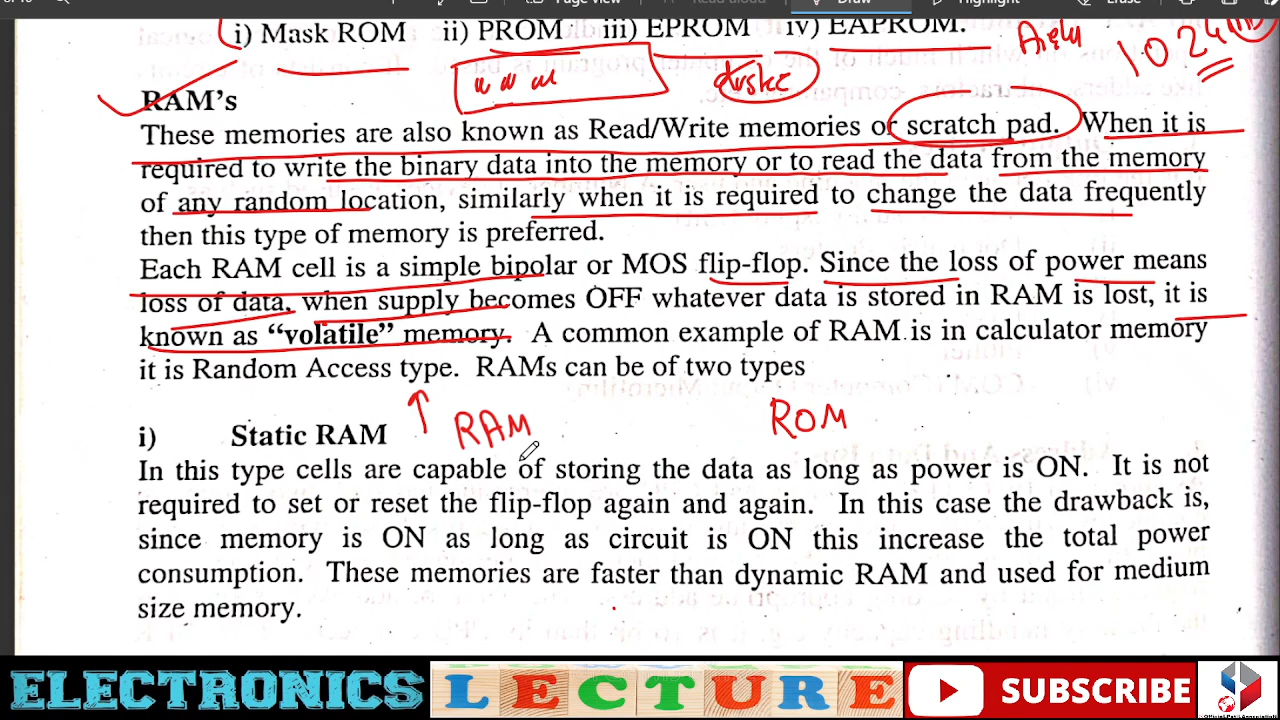 Draw
Read aloud
Highlight
Erase
i) Mask ROM ii) PROM iii) EPROM iv) EAPROM.
1024
RAM's
These memories are also known as Read/Write memories or scratch pad. When it is
required to write the binary data into the memory or to read the data from the memory
of any random location, similarly when it is required to change the data frequently
then this type of memory is preferred.
Each RAM cell is a simple bipolar or MOS flip-flop. Since the loss of power means
loss of data, when supply becomes OFF whatever data is stored in RAM is lost, it is
known as “volatile” memory. A common example of RAM is in calculator memory
it is Random Access type. RAMs can be of two types
RAM ROM
i) Static RAM
In this type cells are capable of storing the data as long as power is ON. It is not
required to set or reset the flip-flop again and again. In this case the drawback is,
since memory is ON as long as circuit is ON this increase the total power
consumption. These memories are faster than dynamic RAM and used for medium
size memory.
ELECTRONICS LECTURE SUBSCRIBE